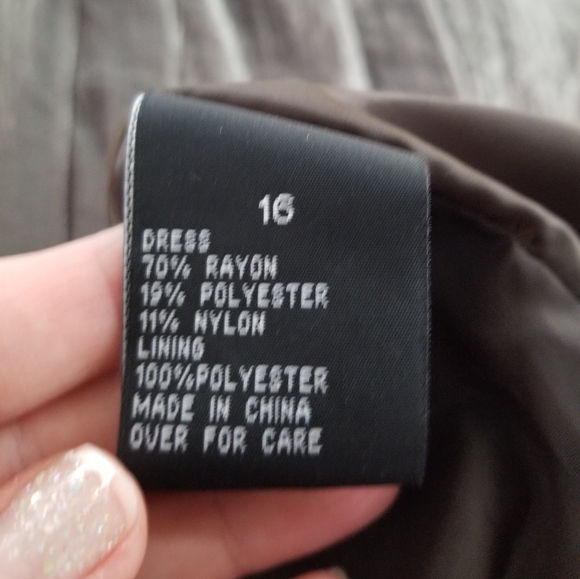 16
DRESS
70% RAYON
19% POLYESTER
11% NYLON
LINING
100%POLYESTER
MADE IN CHINA
OVER FOR CARE